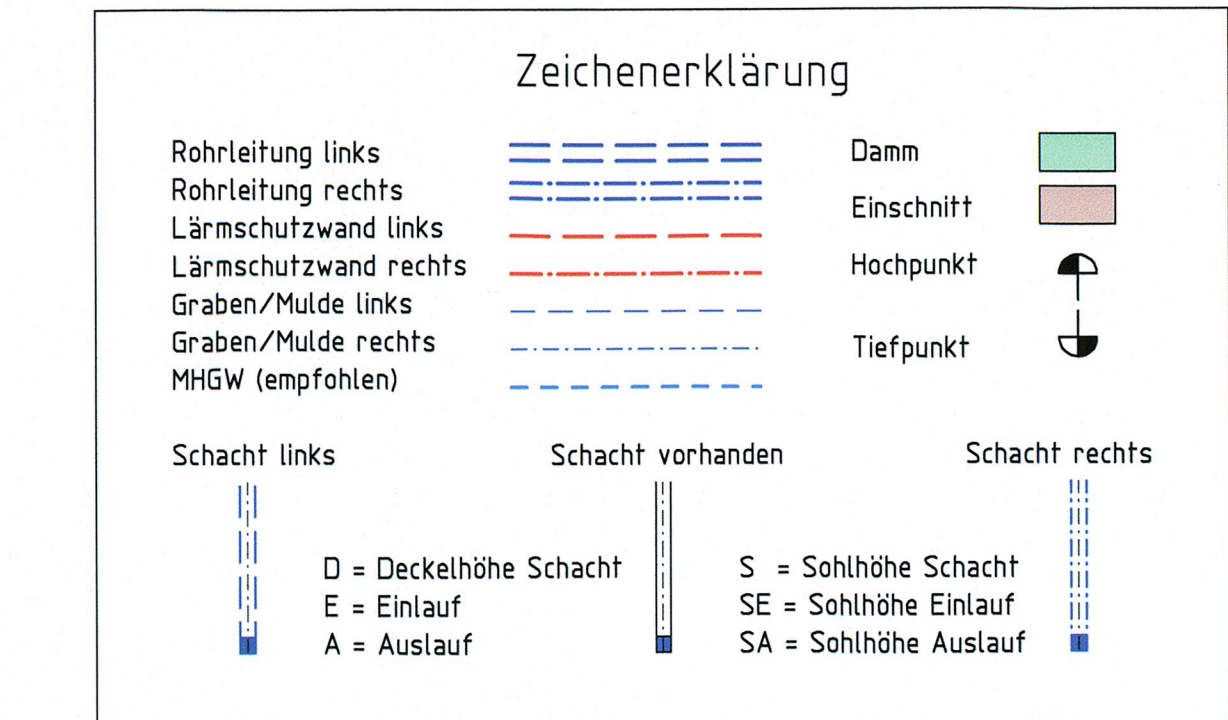 Zeichenerklärung
Rohrleitung links
Rohrleitung rechts
Lärmschutzwand links
Lärmschutzwand rechts
Graben/Mulde links
Graben/Mulde rechts
MHGW (empfohlen)
Damm
Einschnitt
Hochpunkt
Tiefpunkt
Schacht links
Schacht vorhanden
Schacht rechts
D = Deckelhöhe Schacht
E = Einlauf
A = Auslauf
S = Sohlhöhe Schacht
SE = Sohlhöhe Einlauf
SA = Sohlhöhe Auslauf